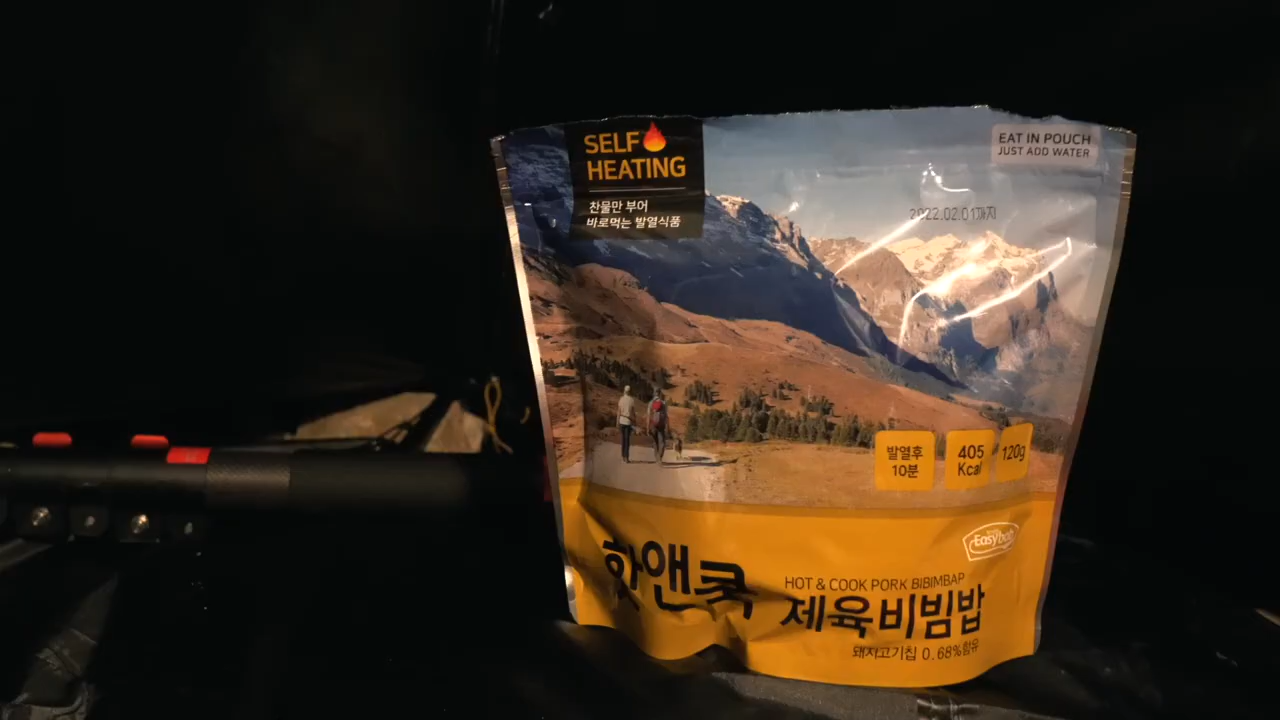 SELF
HEATING
찬물만 부어
바로먹는 발열식품
EAT IN POUCH
JUST ADD WATER
2022.02.01까지
발열후
10분
405
Kcal
120g
Easybab
핫앤쿡
HOT & COOK PORK BIBIMBAP
제육비빔밥
돼지고기칩 0.68%함유